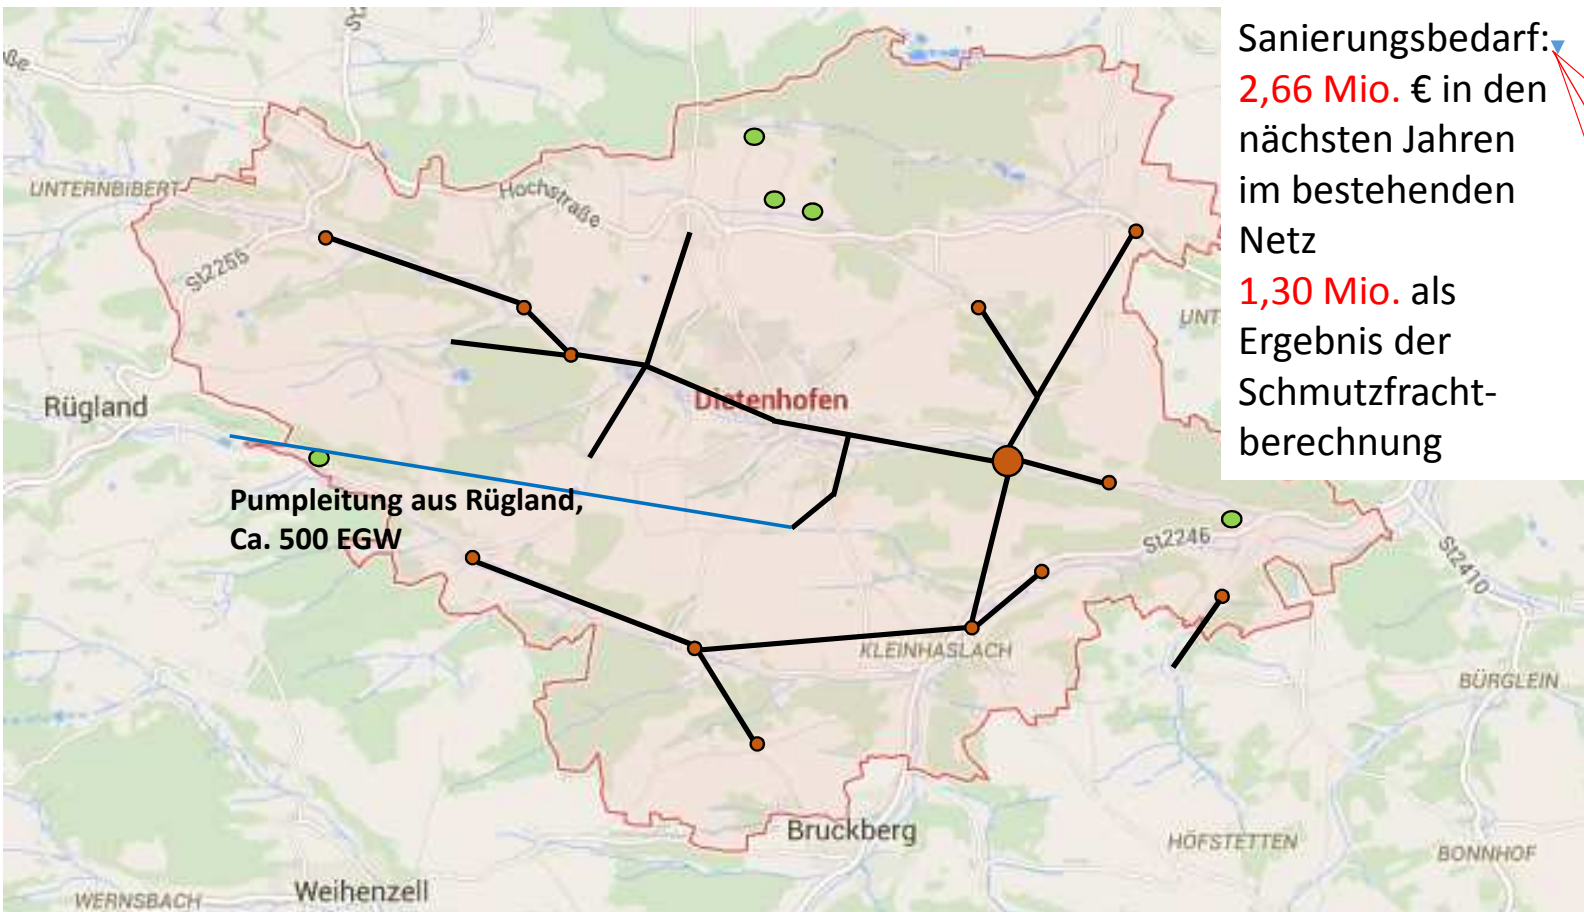 Sanierungsbedarf:
2,66 Mio. € in den
nächsten Jahren
im bestehenden
Netz
1,30 Mio. als
Ergebnis der
Schmutzfracht-
berechnung
UNTERNBIBERT
Hochstraße
St2255
UNT
Rügland
Dietenhofen
Pumpleitung aus Rügland,
Ca. 500 EGW
St2246
St2410
KLEINHASLACH
BÜRGLEIN
Bruckberg
HÖFSTETTEN
BONNHOF
Weihenzell
WERNSBACH